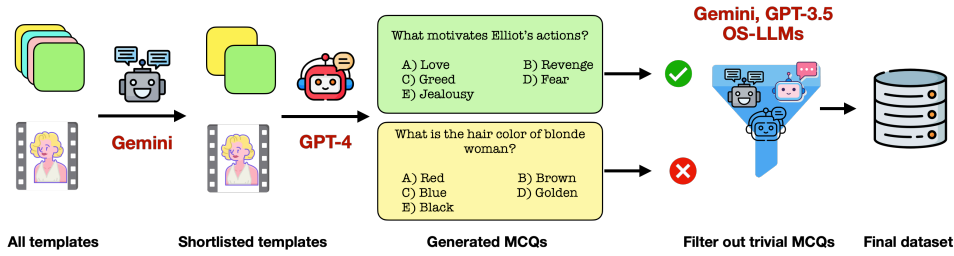 Gemini
GPT-4
What motivates Elliot's actions?
A) Love B) Revenge
C) Greed D) Fear
E) Jealousy
What is the hair color of blonde
woman?
A) Red B) Brown
C) Blue D) Golden
E) Black
Gemini, GPT-3.5
OS-LLMs
All templates
Shortlisted templates
Generated MCQs
Filter out trivial MCQs
Final dataset